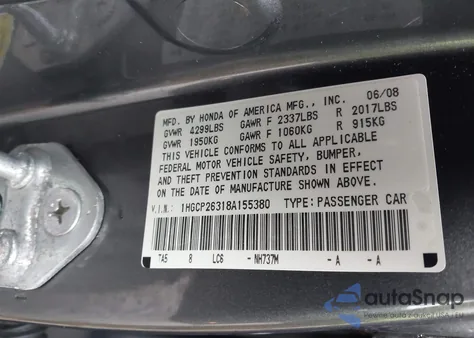 MFD. BY HONDA OF AMERICA MFG., INC. 06/08
GVWR 4299LBS GAWR F 2337LBS R 2017LBS
GVWR 1950KG GAWR F 1060KG R 915KG
THIS VEHICLE CONFORMS TO ALL APPLICABLE
FEDERAL MOTOR VEHICLE SAFETY, BUMPER,
AND THEFT PREVENTION STANDARDS IN EFFECT
ON THE DATE OF MANUFACTURE SHOWN ABOVE.
V.I.N.: 1HGCP26318A155380 TYPE: PASSENGER CAR
TA5 8 LC6 - NH737M - A - A
autoSnap